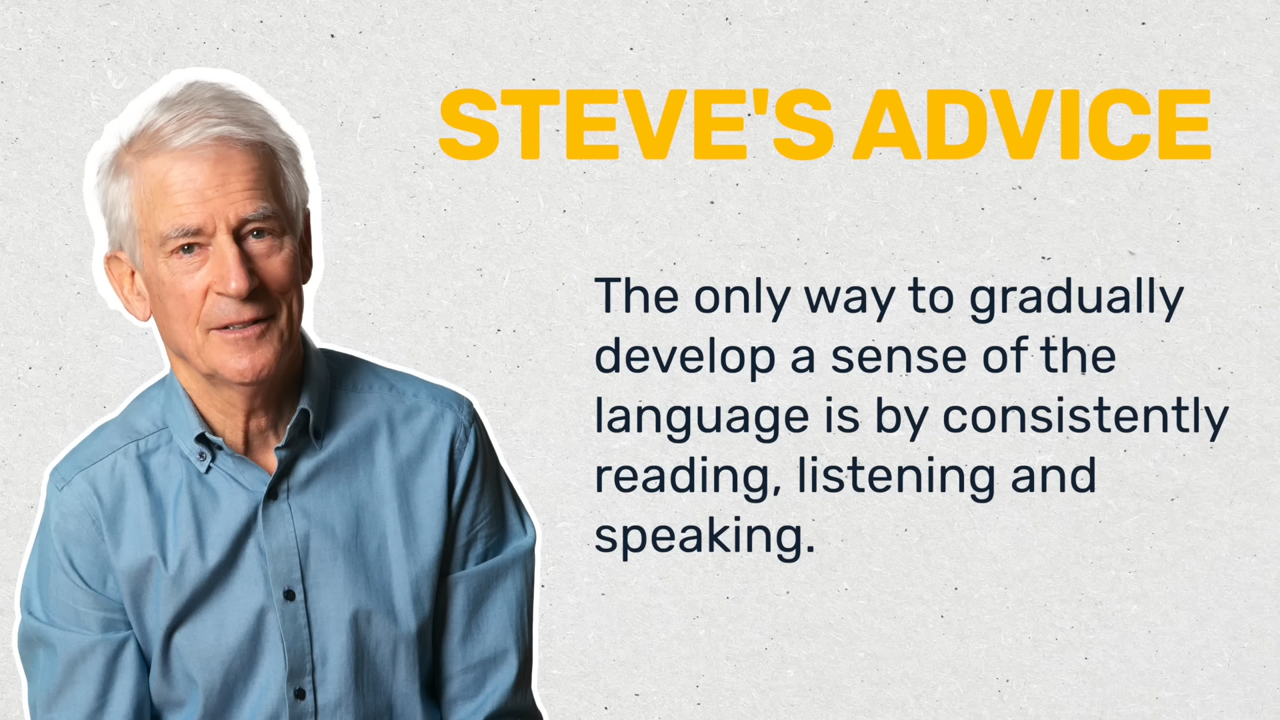 STEVE'S ADVICE
The only way to gradually
develop a sense of the
language is by consistently
reading, listening and
speaking.